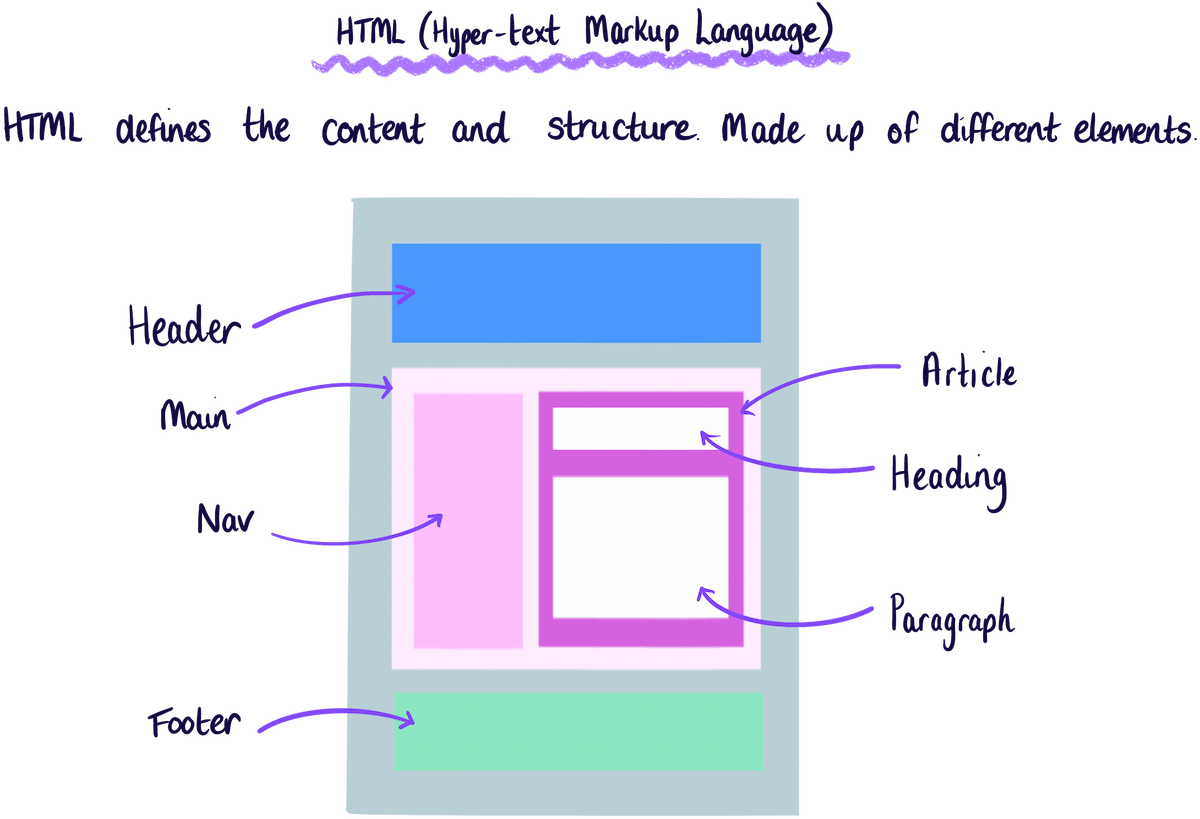 HTML (Hyper-text Markup Language)
HTML defines the content and structure. Made up of different elements.
Header
Main
Nav
Footer
Article
Heading
Paragraph